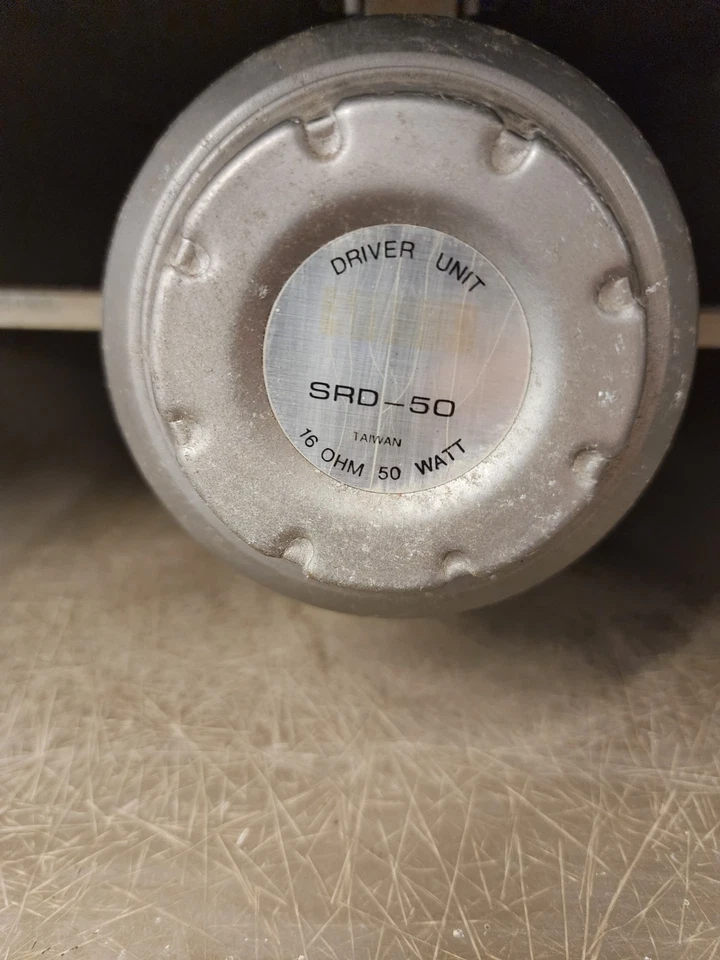 DRIVER UNIT
SRD-50
TAIWAN
16 OHM 50 WATT